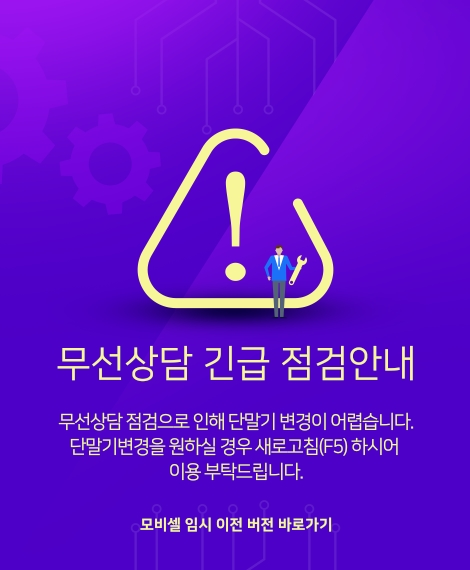 무선상담 긴급 점검안내
무선상담 점검으로 인해 단말기 변경이 어렵습니다.
단말기변경을 원하실 경우 새로고침(F5) 하시어
이용 부탁드립니다.
모비셀 임시 이전 버전 바로가기